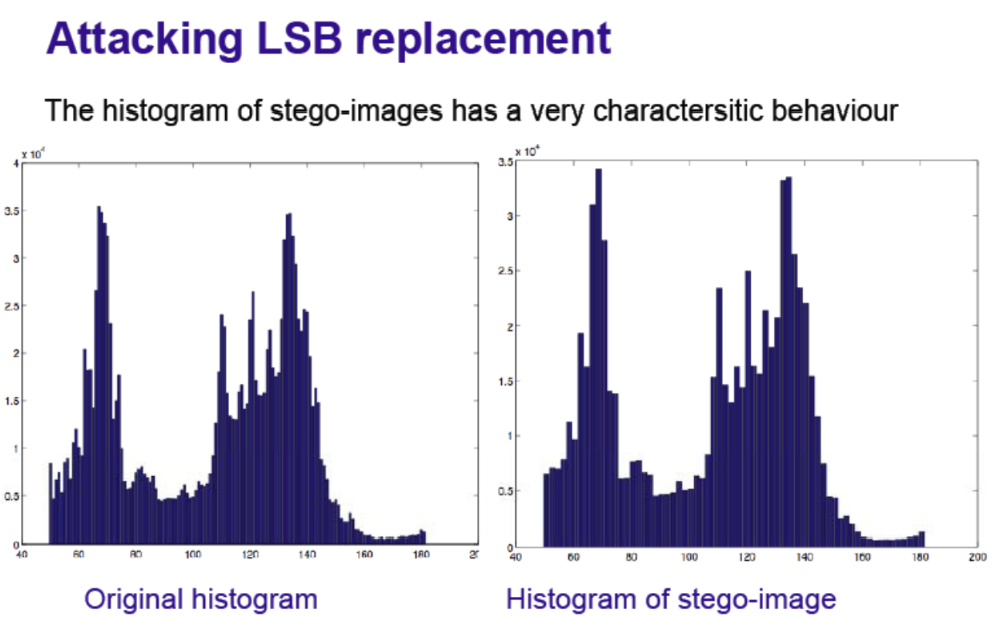 Attacking LSB replacement
The histogram of stego-images has a very charactersitic behaviour
x 10⁴
4
3.5
3
2.5
2
1.5
1
0.5
0
40 60 80 100 120 140 160 180
x 10⁴
3.5
3
2.5
2
1.5
1
0.5
0
40 60 80 100 120 140 160 180 200
Original histogram
Histogram of stego-image